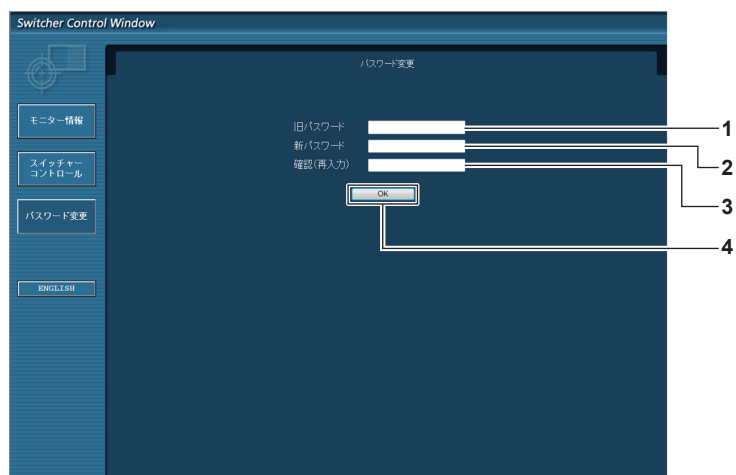 Switcher Control Window
パスワード変更
モニター情報
スイッチャー
コントロール
パスワード変更
ENGLISH
旧パスワード
新パスワード
確認(再入力)
OK
1
2
3
4